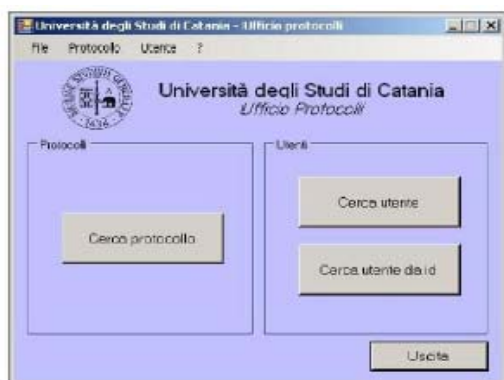 Università degli Studi di Catania - Ufficio protocolli
File Protocollo Utente ?
Università degli Studi di Catania
Ufficio Protocolli
Protocolli
Utenti
Cerca utente
Cerca protocollo
Cerca utente da id
Uscita